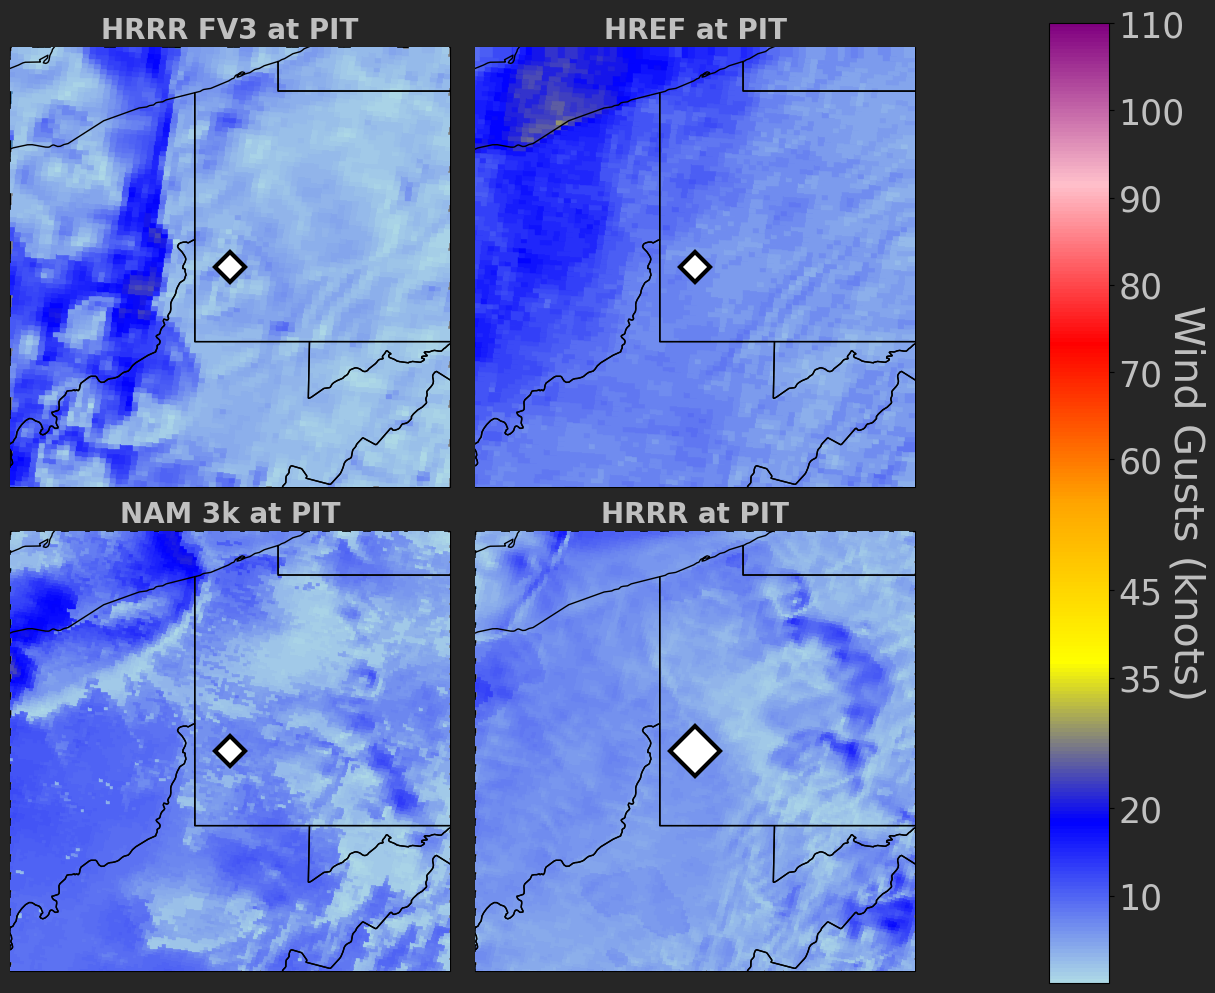 HRRR FV3 at PIT
HREF at PIT
NAM 3k at PIT
HRRR at PIT
110
100
90
80
70
60
45
35
20
10
Wind Gusts (knots)